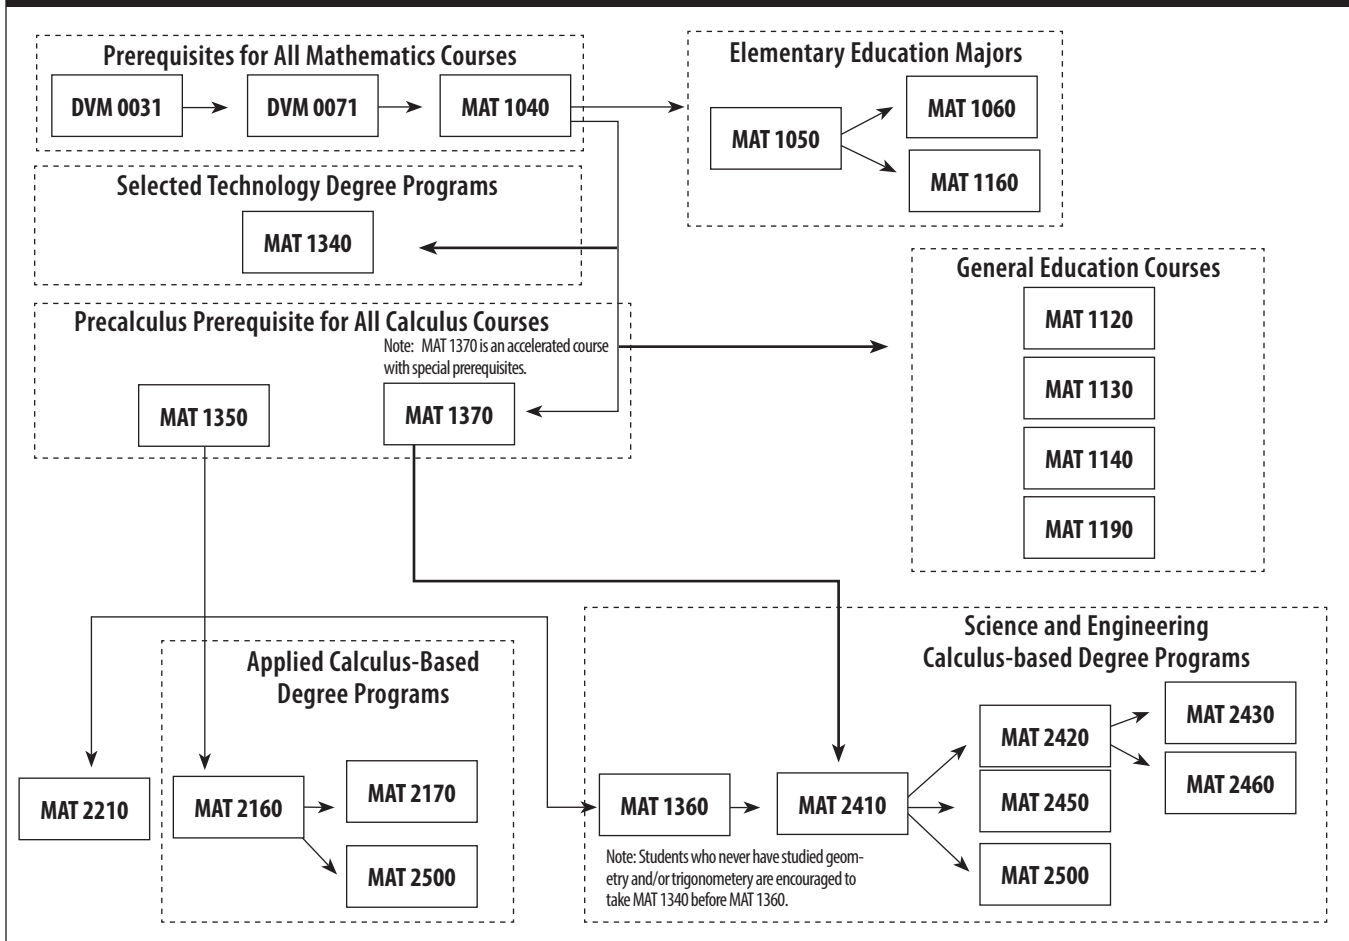 Prerequisites for All Mathematics Courses
DVM 0031
DVM 0071
MAT 1040
Elementary Education Majors
MAT 1050
MAT 1060
MAT 1160
Selected Technology Degree Programs
MAT 1340
General Education Courses
MAT 1120
MAT 1130
MAT 1140
MAT 1190
Precalculus Prerequisite for All Calculus Courses
Note: MAT 1370 is an accelerated course
with special prerequisites.
MAT 1350
MAT 1370
Applied Calculus-Based
Degree Programs
MAT 2210
MAT 2160
MAT 2170
MAT 2500
Science and Engineering
Calculus-based Degree Programs
MAT 1360
MAT 2410
MAT 2420
MAT 2450
MAT 2500
MAT 2430
MAT 2460
Note: Students who never have studied geom-
etry and/or trigonometery are encouraged to
take MAT 1340 before MAT 1360.